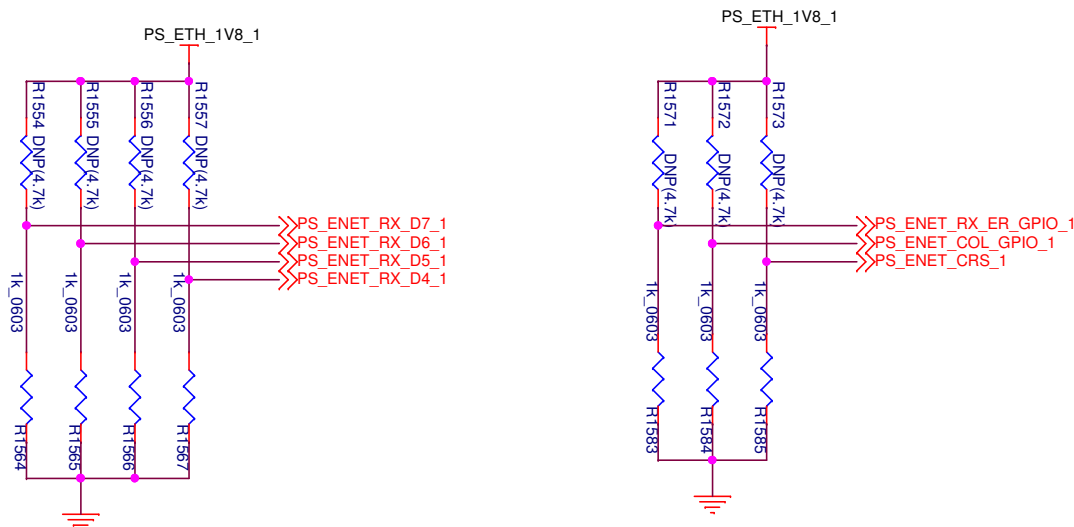 PS_ETH_1V8_1
R1554 DNP(4.7k)
R1555 DNP(4.7k)
R1556 DNP(4.7k)
R1557 DNP(4.7k)
PS_ENET_RX_D7_1
PS_ENET_RX_D6_1
PS_ENET_RX_D5_1
PS_ENET_RX_D4_1
1k_0603
1k_0603
1k_0603
1k_0603
R1564
R1565
R1566
R1567
PS_ETH_1V8_1
R1571
R1572
R1573
DNP(4.7k)
DNP(4.7k)
DNP(4.7k)
PS_ENET_RX_ER_GPIO_1
PS_ENET_COL_GPIO_1
PS_ENET_CRS_1
1k_0603
1k_0603
1k_0603
R1583
R1584
R1585